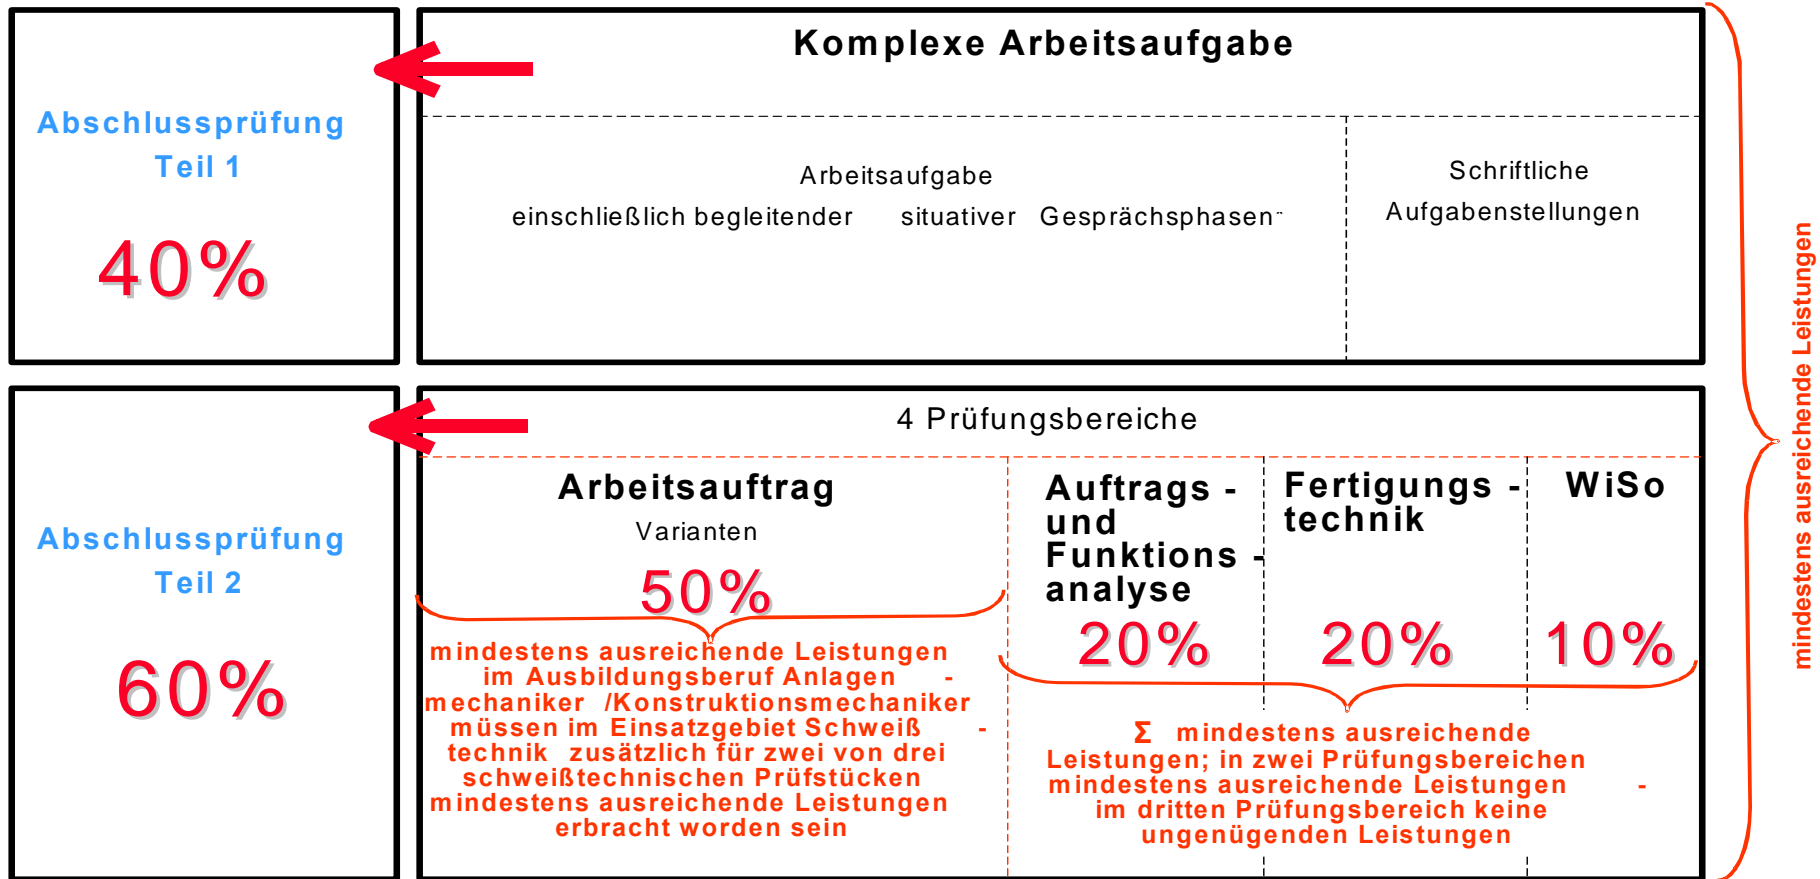 Komplexe Arbeitsaufgabe
Abschlussprüfung
Teil 1
40%
Arbeitsaufgabe
einschließlich begleitender situativer Gesprächsphasen
Schriftliche
Aufgabenstellungen
4 Prüfungsbereiche
Abschlussprüfung
Teil 2
60%
Arbeitsauftrag
Varianten
50%
mindestens ausreichende Leistungen
im Ausbildungsberuf Anlagen -
mechaniker /Konstruktionsmechaniker
müssen im Einsatzgebiet Schweiß -
technik zusätzlich für zwei von drei
schweißtechnischen Prüfstücken
mindestens ausreichende Leistungen
erbracht worden sein
Auftrags -
und
Funktions -
analyse
20%
Fertigungs -
technik
20%
WiSo
10%
Σ mindestens ausreichende
Leistungen; in zwei Prüfungsbereichen
mindestens ausreichende Leistungen -
im dritten Prüfungsbereich keine
ungenügenden Leistungen
mindestens ausreichende Leistungen